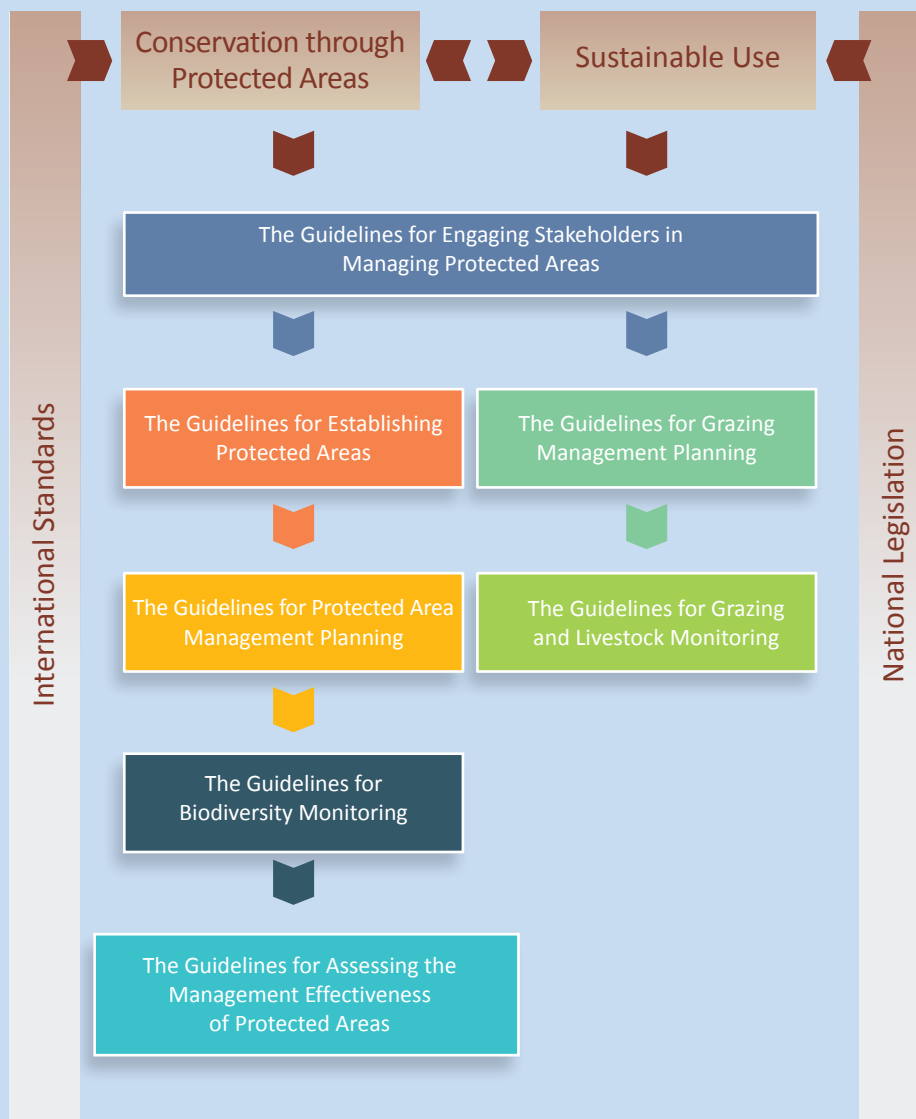 Conservation through
Protected Areas
Sustainable Use
The Guidelines for Engaging Stakeholders in
Managing Protected Areas
The Guidelines for Establishing
Protected Areas
The Guidelines for Grazing
Management Planning
The Guidelines for Protected Area
Management Planning
The Guidelines for Grazing
and Livestock Monitoring
The Guidelines for
Biodiversity Monitoring
The Guidelines for Assessing the
Management Effectiveness
of Protected Areas
International Standards
National Legislation